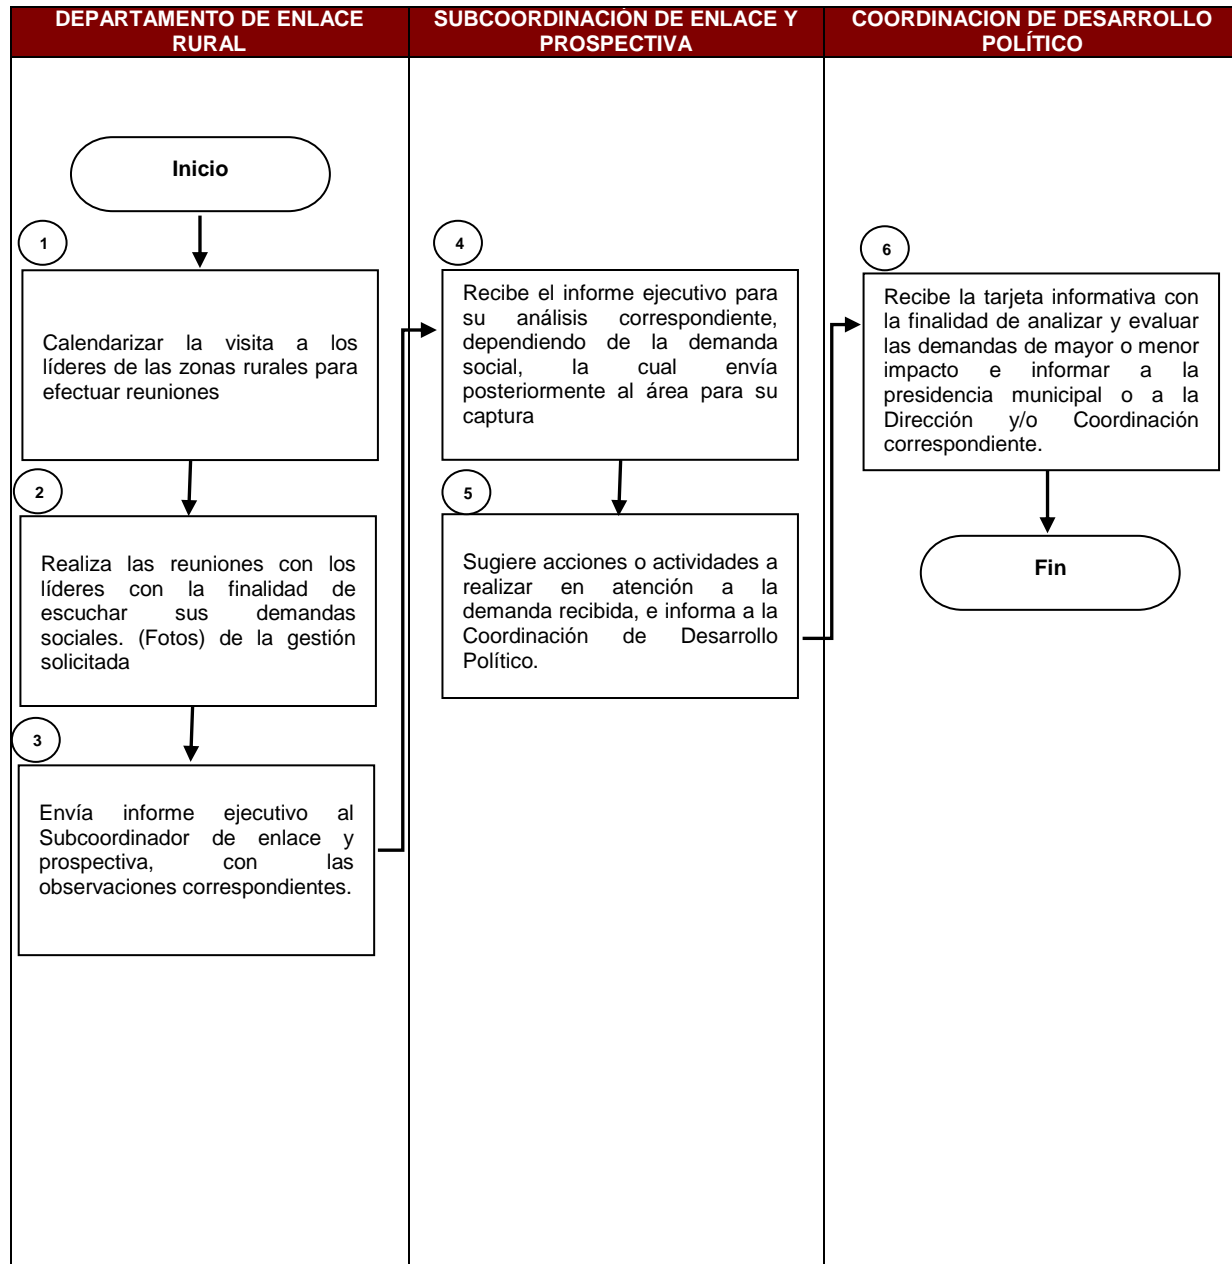 DEPARTAMENTO DE ENLACE
RURAL
SUBCOORDINACIÓN DE ENLACE Y
PROSPECTIVA
COORDINACION DE DESARROLLO
POLÍTICO
Inicio
1
Calendarizar la visita a los
líderes de las zonas rurales para
efectuar reuniones
2
Realiza las reuniones con los
líderes con la finalidad de
escuchar sus demandas
sociales. (Fotos) de la gestión
solicitada
3
Envía informe ejecutivo al
Subcoordinador de enlace y
prospectiva, con las
observaciones correspondientes.
4
Recibe el informe ejecutivo para
su análisis correspondiente,
dependiendo de la demanda
social, la cual envía
posteriormente al área para su
captura
5
Sugiere acciones o actividades a
realizar en atención a la
demanda recibida, e informa a la
Coordinación de Desarrollo
Político.
6
Recibe la tarjeta informativa con
la finalidad de analizar y evaluar
las demandas de mayor o menor
impacto e informar a la
presidencia municipal o a la
Dirección y/o Coordinación
correspondiente.
Fin